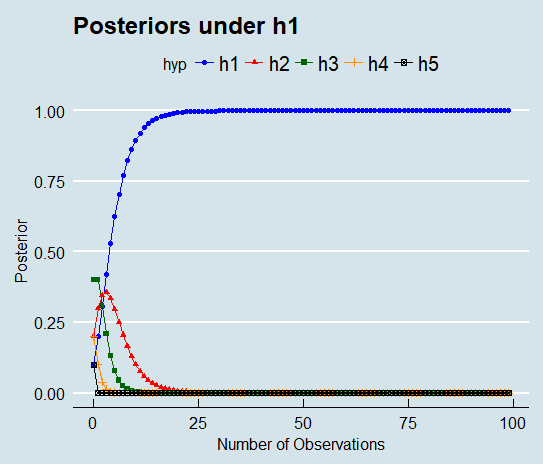 Posteriors under h1
hyp h1 h2 h3 h4 h5
Posterior
1.00
0.75
0.50
0.25
0.00
0 25 50 75 100
Number of Observations